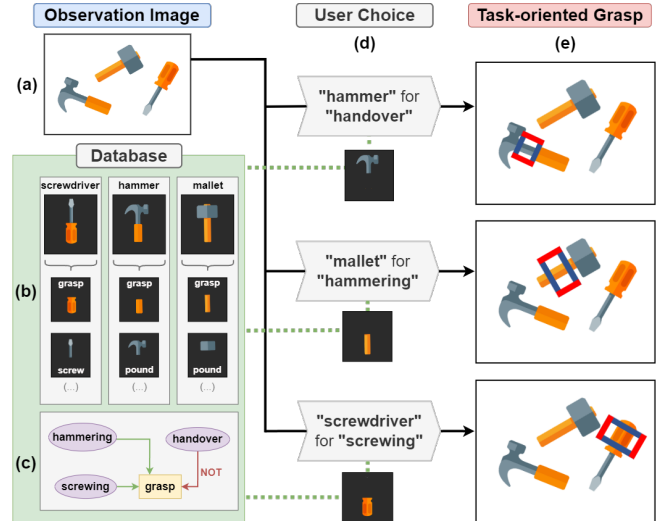 Observation Image
User Choice
Task-oriented Grasp
(a)
(d)
(e)
"hammer" for
"handover"
Database
screwdriver
hammer
mallet
(b)
grasp
grasp
grasp
screw
pound
pound
(...)
(...)
(...)
"mallet" for
"hammering"
(c)
hammering
handover
NOT
screwing
grasp
"screwdriver"
for "screwing"